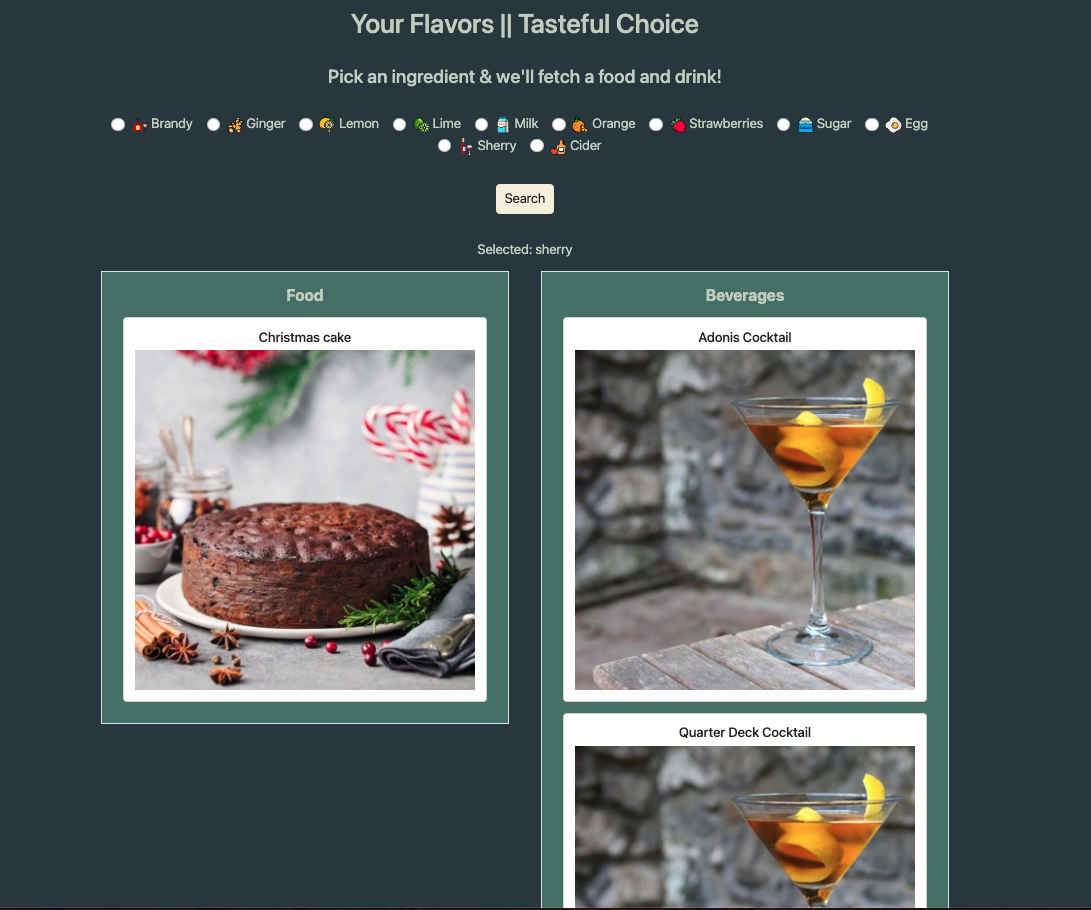 Your Flavors || Tasteful Choice
Pick an ingredient & we'll fetch a food and drink!
Brandy Ginger Lemon Lime Milk Orange Strawberries Sugar Egg
Sherry Cider
Search
Selected: sherry
Food
Christmas cake
Beverages
Adonis Cocktail
Quarter Deck Cocktail